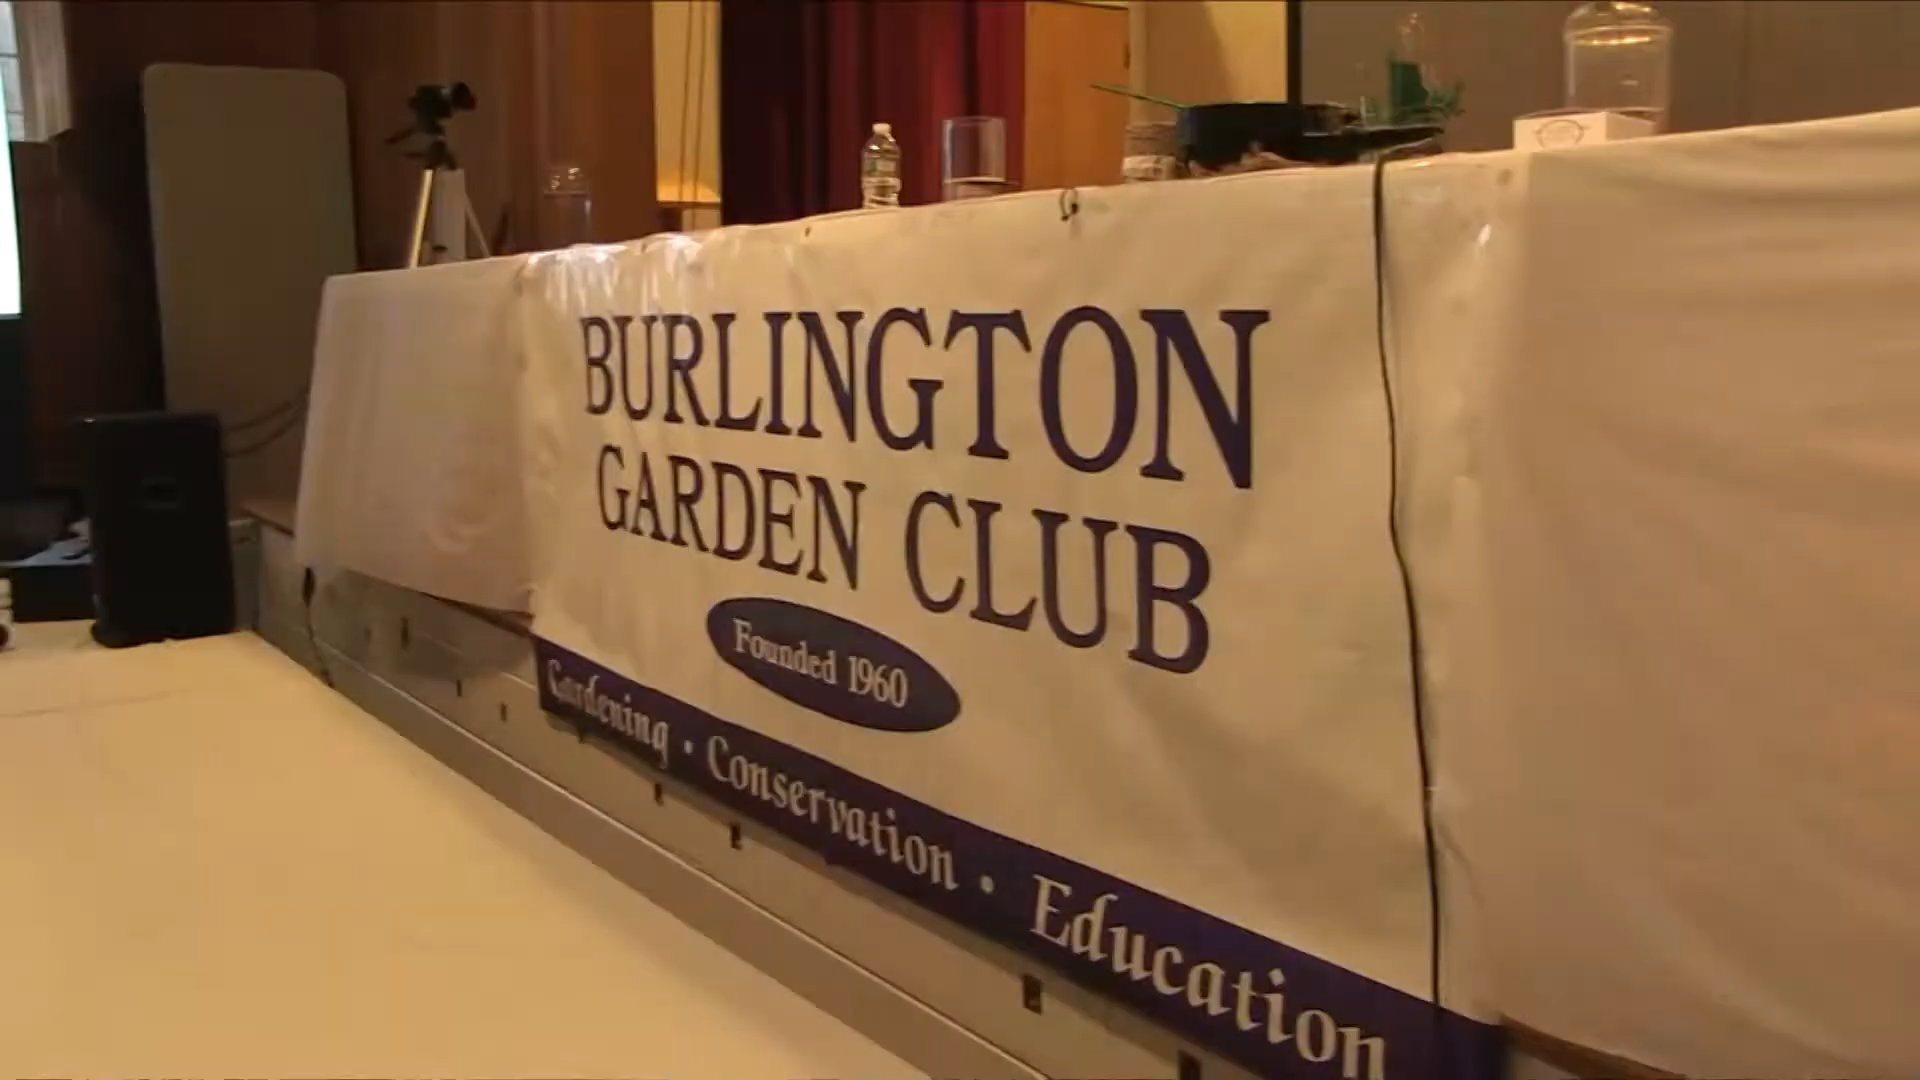 BURLINGTON
GARDEN CLUB
Founded 1960
Gardening • Conservation • Education